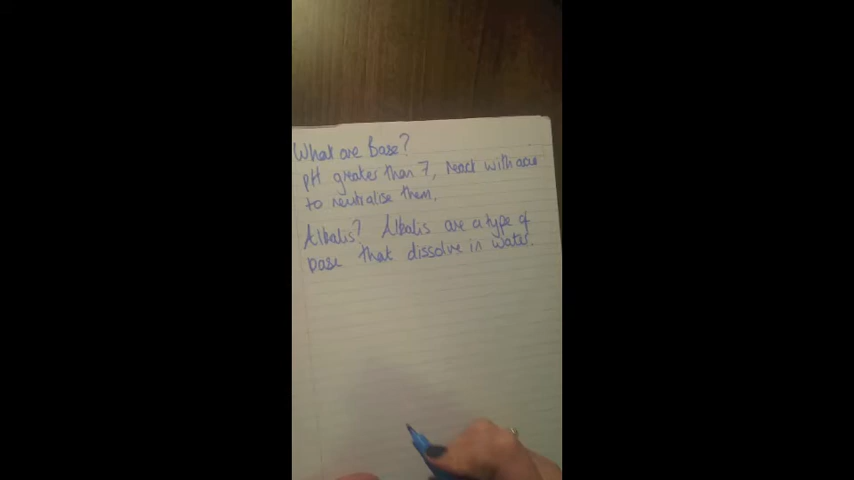 What are Base?
pH greater than 7, react with acids
to neutralise them.
Alkalis? Alkalis are a type of
base that dissolve in water.